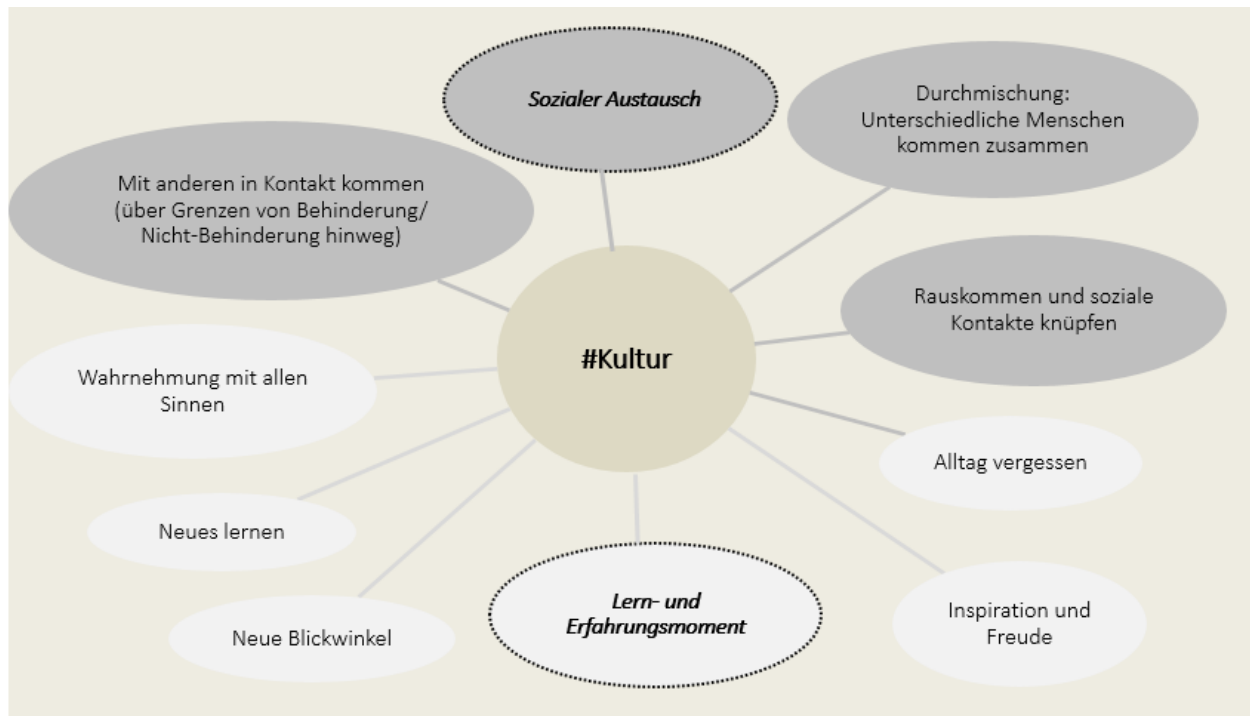 Sozialer Austausch
Durchmischung:
Unterschiedliche Menschen
kommen zusammen
Mit anderen in Kontakt kommen
(über Grenzen von Behinderung/
Nicht-Behinderung hinweg)
Rauskommen und soziale
Kontakte knüpfen
#Kultur
Wahrnehmung mit allen
Sinnen
Alltag vergessen
Neues lernen
Lern- und
Erfahrungsmoment
Inspiration und
Freude
Neue Blickwinkel